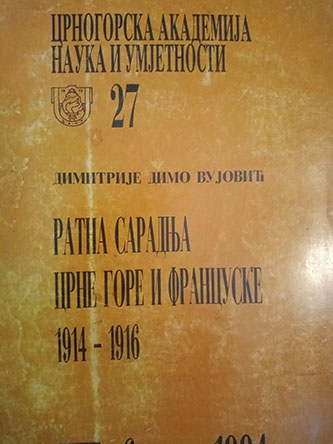 ЦРНОГОРСКА АКАДЕМИЈА
НАУКА И УМЈЕТНОСТИ
27
ДИМИТРИЈЕ ДИМО ВУЈОВИЋ
РАТНА САРАДЊА
ЦРНЕ ГОРЕ И ФРАНЦУСКЕ
1914 - 1916